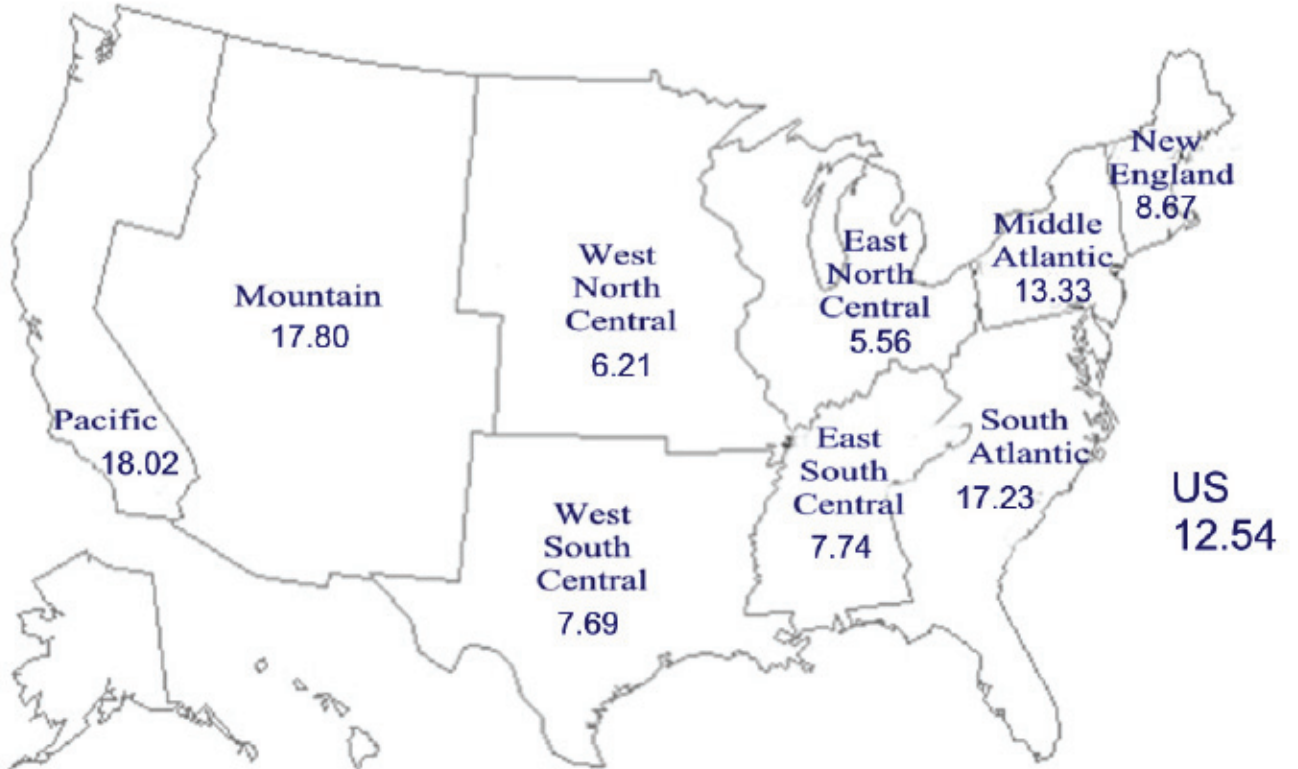 New
England
8.67
Middle
Atlantic
13.33
East
North
Central
5.56
West
North
Central
6.21
Mountain
17.80
Pacific
18.02
South
Atlantic
17.23
East
South
Central
7.74
West
South
Central
7.69
US
12.54